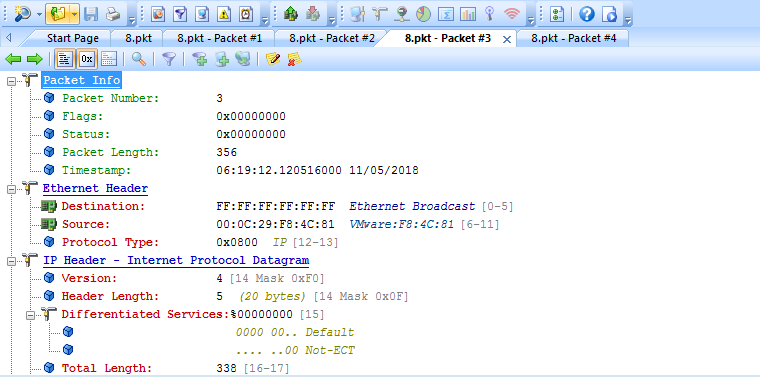 Start Page 8.pkt 8.pkt - Packet #1 8.pkt - Packet #2 8.pkt - Packet #3 8.pkt - Packet #4
0x
Packet Info
Packet Number: 3
Flags: 0x00000000
Status: 0x00000000
Packet Length: 356
Timestamp: 06:19:12.120516000 11/05/2018
Ethernet Header
Destination: FF:FF:FF:FF:FF:FF Ethernet Broadcast [0-5]
Source: 00:0C:29:F8:4C:81 VMware:F8:4C:81 [6-11]
Protocol Type: 0x0800 IP [12-13]
IP Header - Internet Protocol Datagram
Version: 4 [14 Mask 0xF0]
Header Length: 5 (20 bytes) [14 Mask 0x0F]
Differentiated Services:%00000000 [15]
0000 00.. Default
.... ..00 Not-ECT
Total Length: 338 [16-17]